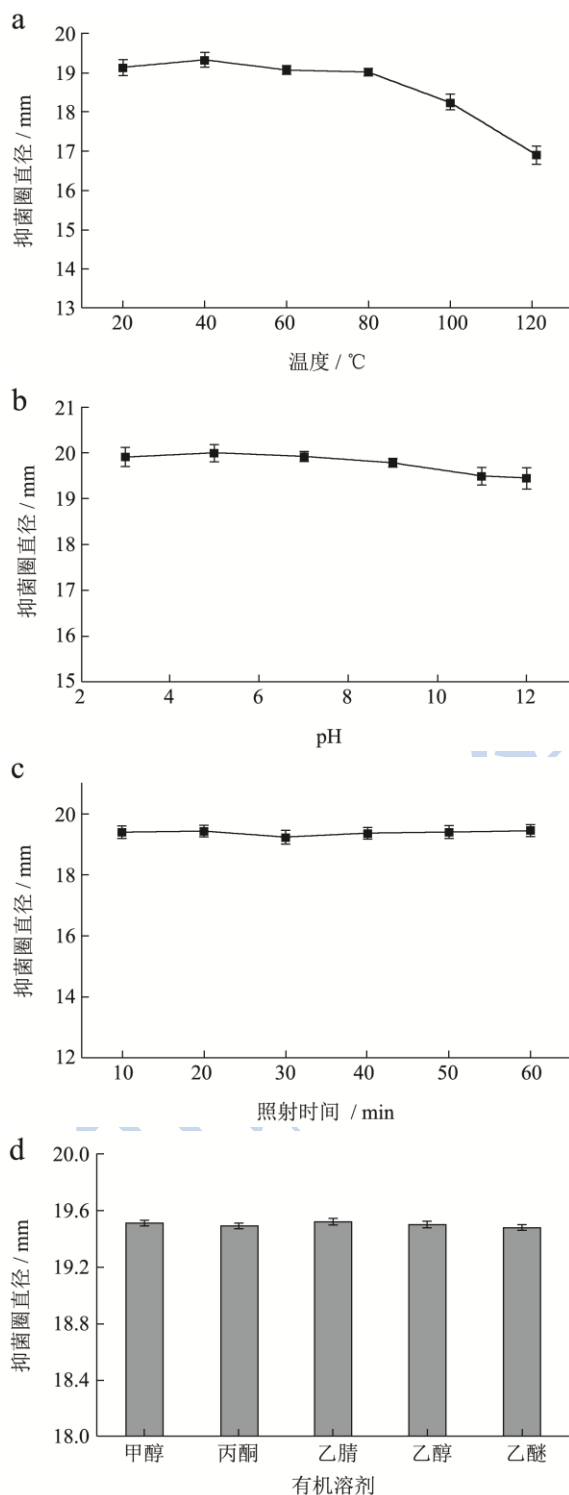 a
20
19
18
17
16
15
14
13
抑菌圈直径 / mm
20 40 60 80 100 120
温度 / ℃
b
21
20
19
18
17
16
15
抑菌圈直径 / mm
2 4 6 8 10 12
pH
c
20
18
16
14
12
抑菌圈直径 / mm
10 20 30 40 50 60
照射时间 / min
d
20.0
19.6
19.2
18.8
18.4
18.0
抑菌圈直径 / mm
甲醇 丙酮 乙腈 乙醇 乙醚
有机溶剂